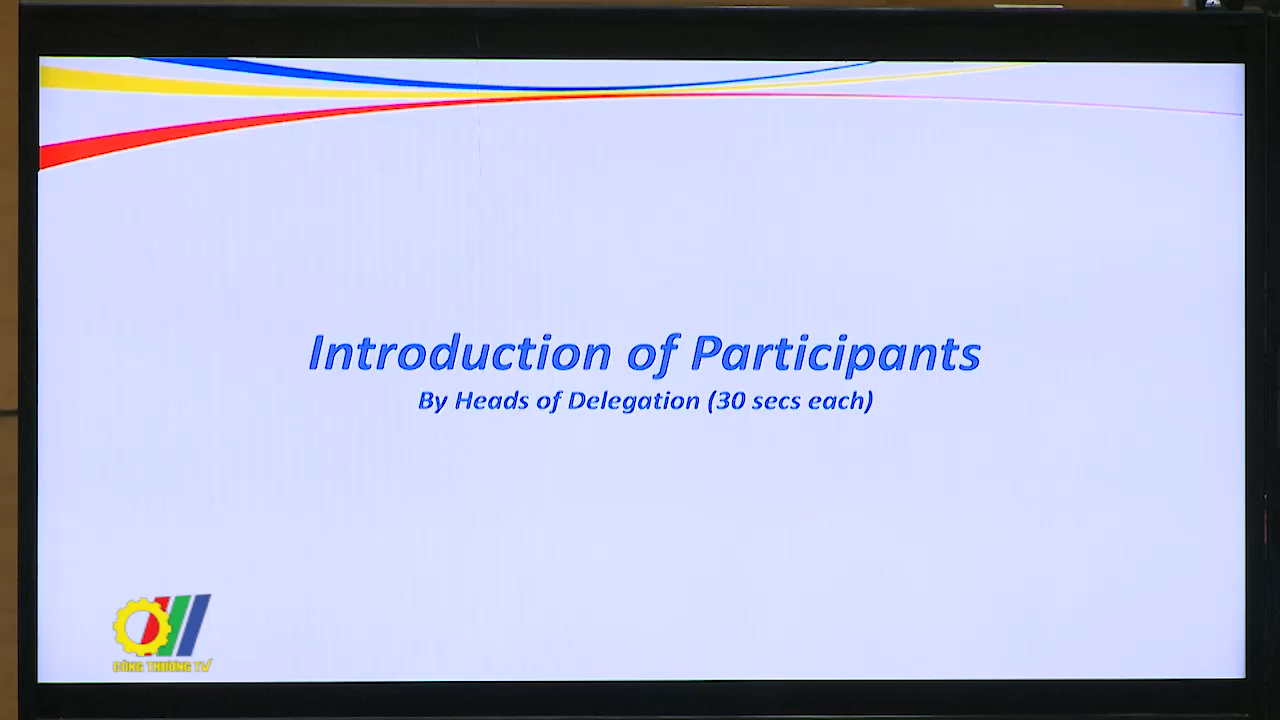 Introduction of Participants
By Heads of Delegation (30 secs each)
CÔNG THƯƠNG TV